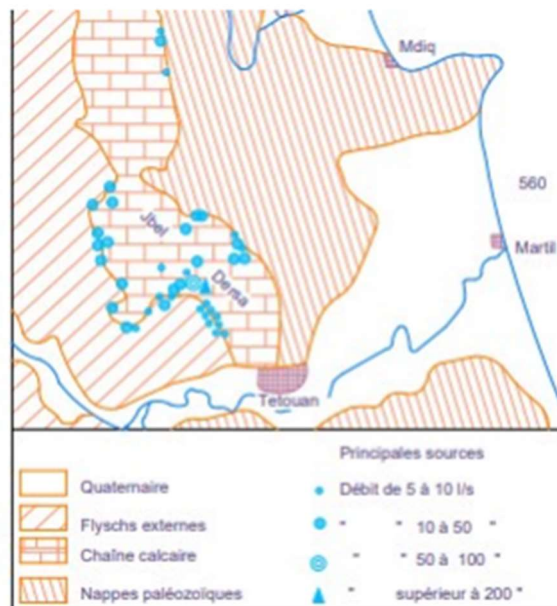 Mdiq
560
Martil
Jbel
Dersa
Tetouan
Principales sources
Quaternaire
Débit de 5 à 10 l/s
Flyschs externes
" " 10 à 50 "
Chaîne calcaire
" " 50 à 100 "
Nappes paléozoïques
" supérieur à 200 "